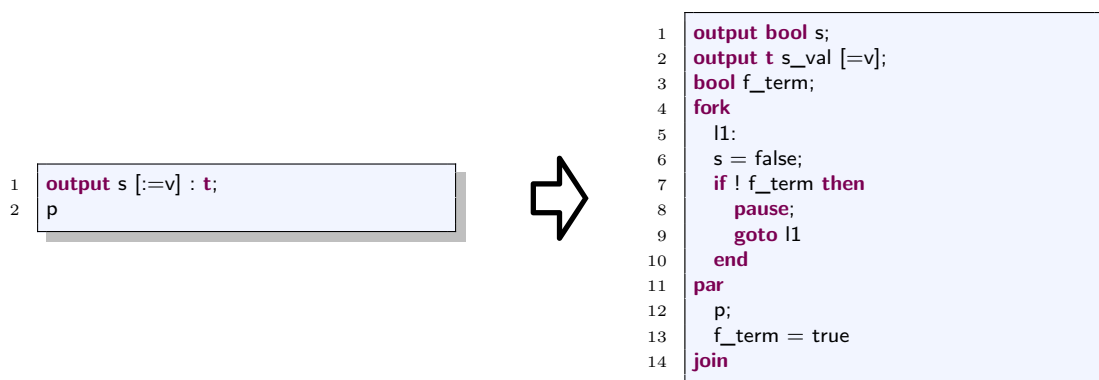 1 output s [:=v] : t;
2 p
1 output bool s;
2 output t s_val [=v];
3 bool f_term;
4 fork
5 l1:
6 s = false;
7 if ! f_term then
8 pause;
9 goto l1
10 end
11 par
12 p;
13 f_term = true
14 join